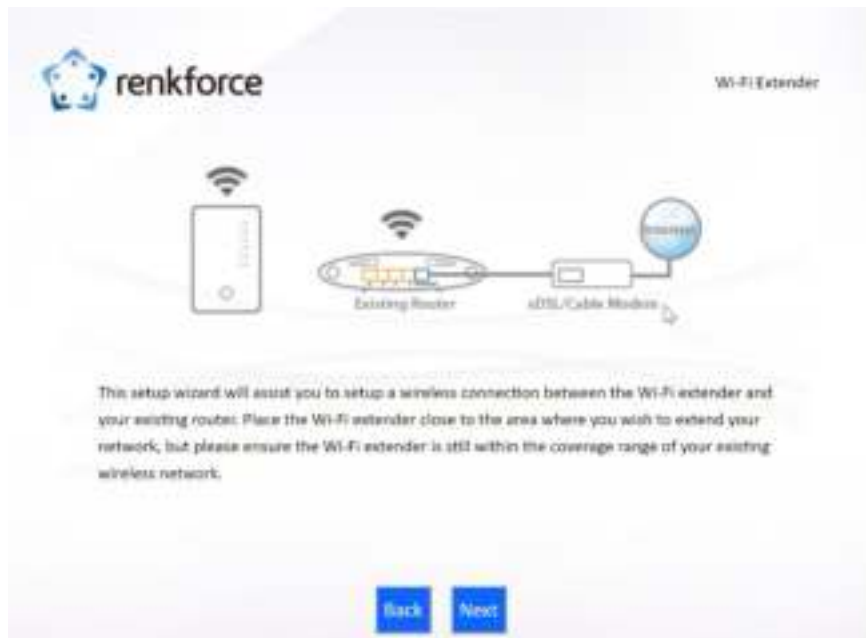 renkforce
Wi-Fi Extender
Internet
Existing Router
xDSL/Cable Modem
This setup wizard will assist you to setup a wireless connection between the Wi-Fi extender and
your existing router. Place the Wi-Fi extender close to the area where you wish to extend your
network, but please ensure the Wi-Fi extender is still within the coverage range of your existing
wireless network.
Back Next